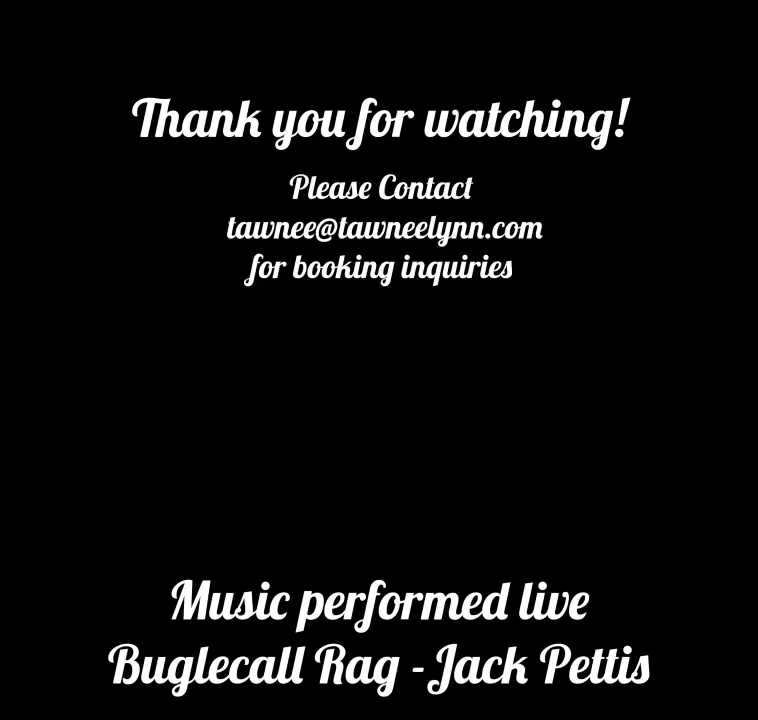 Thank you for watching!
Please Contact
tawnee@tawneelynn.com
for booking inquiries
Music performed live
Buglecall Rag - Jack Pettis